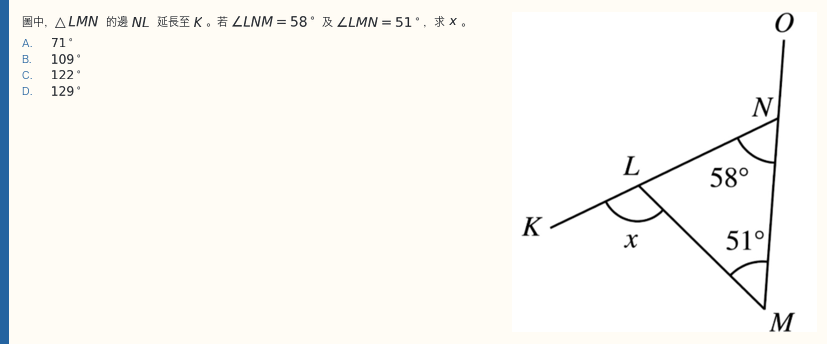 圖中，△LMN 的邊 NL 延長至 K 。若 ∠LNM = 58° 及 ∠LMN = 51°，求 x 。
A. 71°
B. 109°
C. 122°
D. 129°
O
N
L
58°
K
x
51°
M